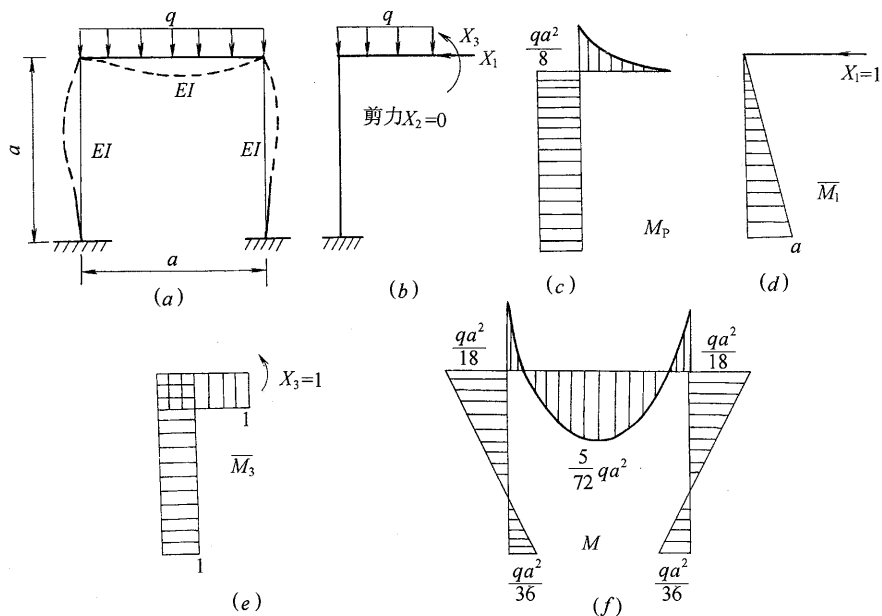 q
EI
EI
EI
a
a
(a)
q
X₃
X₁
剪力X₂=0
(b)
qa²/8
M_P
(c)
X₁=1
M̅₁
a
(d)
X₃=1
1
M̅₃
1
(e)
qa²/18
qa²/18
5/72 qa²
M
qa²/36
qa²/36
(f)